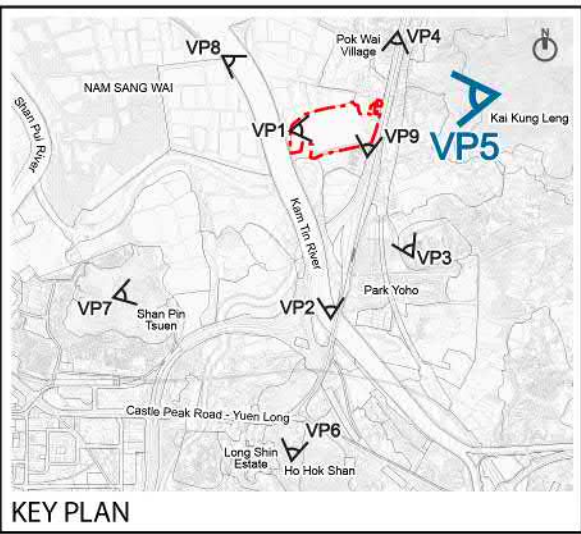 N
Pok Wai
Village
VP4
VP8
NAM SANG WAI
Kai Kung Leng
VP5
VP1
VP9
Shan Pui River
Kam Tin River
VP3
Park Yoho
VP2
VP7
Shan Pin
Tsuen
Castle Peak Road - Yuen Long
VP6
Long Shin
Estate
Ho Hok Shan
KEY PLAN